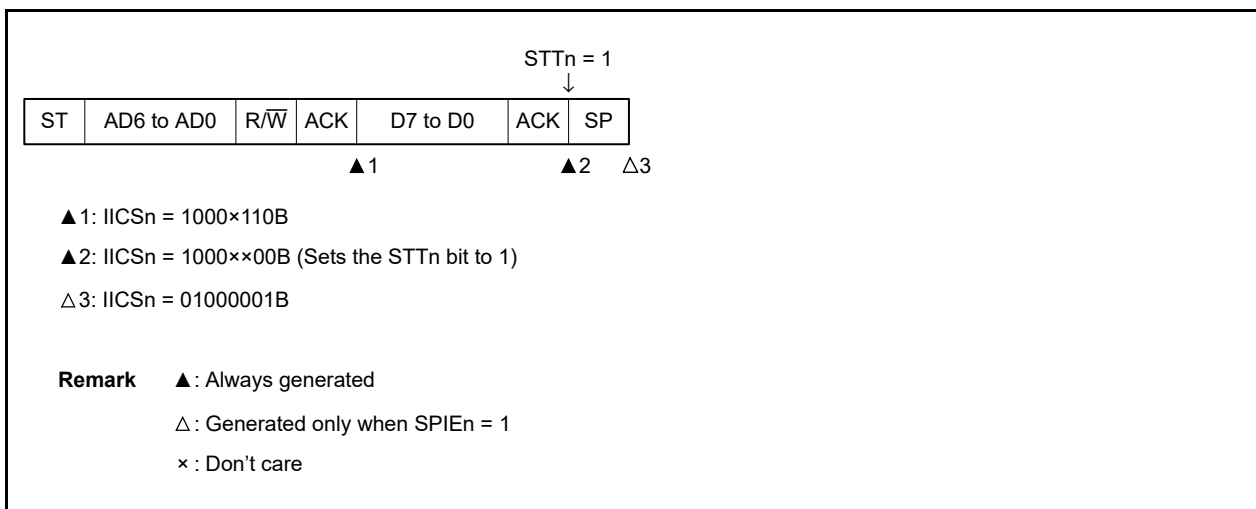 STTn = 1
↓
ST AD6 to AD0 R/W̅ ACK D7 to D0 ACK SP
▲1 ▲2 △3
▲1: IICSn = 1000×110B
▲2: IICSn = 1000××00B (Sets the STTn bit to 1)
△3: IICSn = 01000001B
Remark ▲: Always generated
△: Generated only when SPIEn = 1
× : Don't care